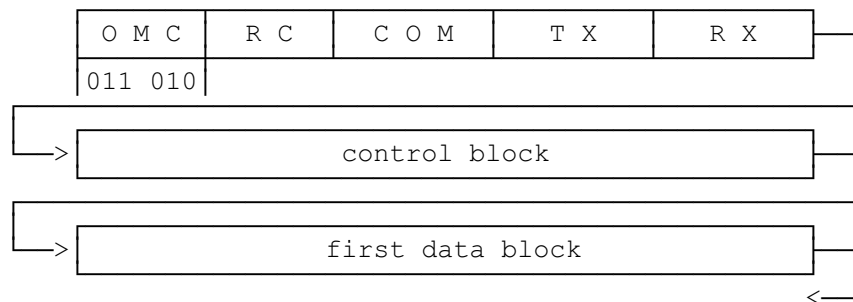 O M C R C C O M T X R X
011 010
> control block
> first data block
<